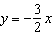 y = −3/2 x